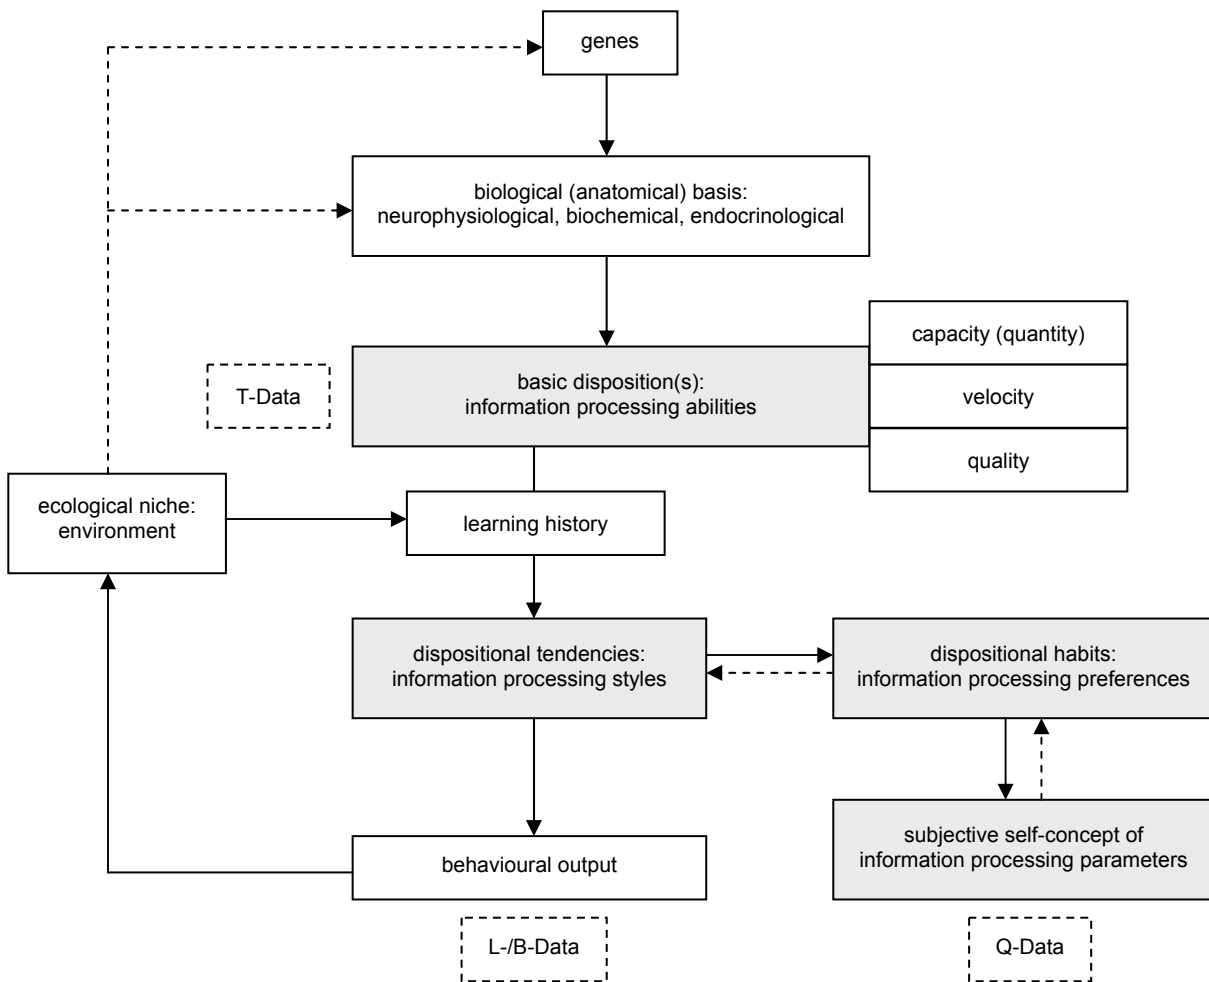 genes
biological (anatomical) basis:
neurophysiological, biochemical, endocrinological
capacity (quantity)
T-Data
basic disposition(s):
information processing abilities
velocity
quality
ecological niche:
environment
learning history
dispositional tendencies:
information processing styles
dispositional habits:
information processing preferences
subjective self-concept of
information processing parameters
behavioural output
L-/B-Data
Q-Data